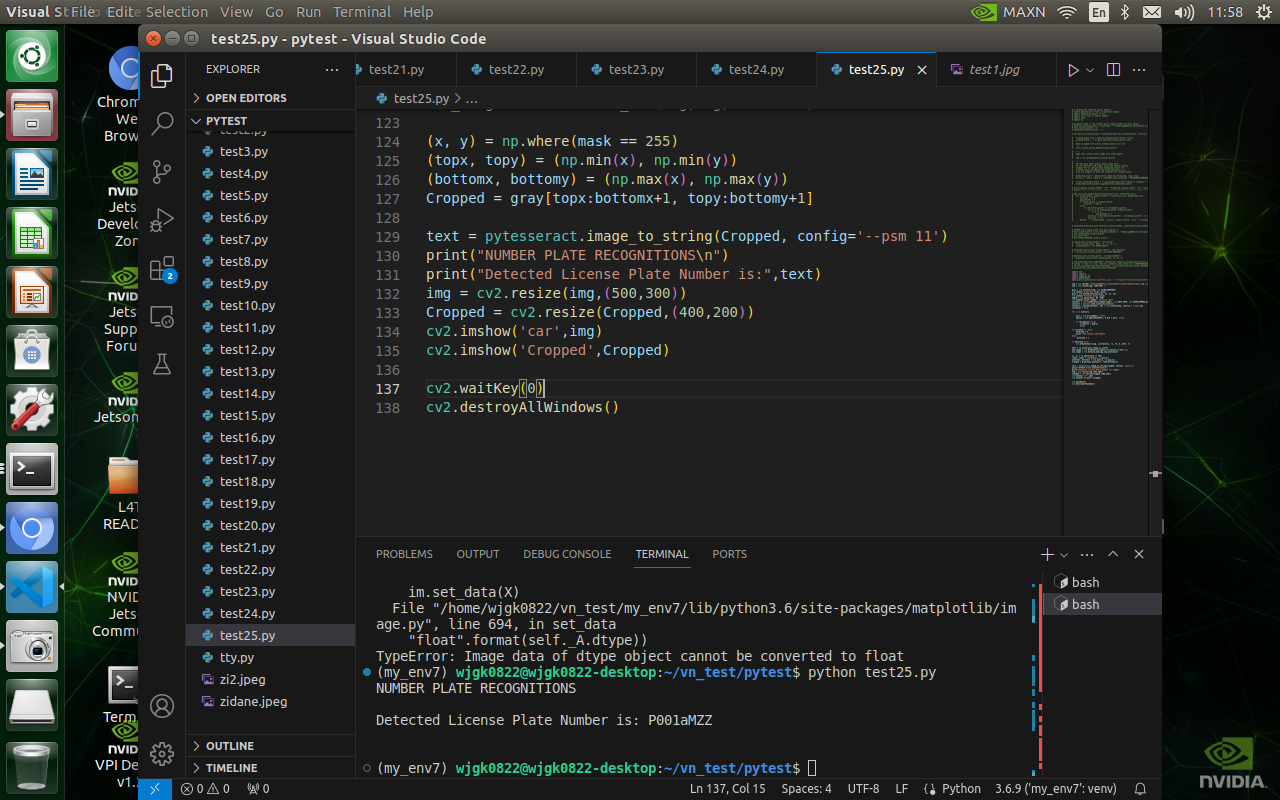 Visual St File Edit e Selection View Go Run Terminal Help
MAXN En 11:58
test25.py - pytest - Visual Studio Code
EXPLORER
OPEN EDITORS
PYTEST
test2.py
test3.py
test4.py
test5.py
test6.py
test7.py
test8.py
test9.py
test10.py
test11.py
test12.py
test13.py
test14.py
test15.py
test16.py
test17.py
test18.py
test19.py
test20.py
test21.py
test22.py
test23.py
test24.py
test25.py
tty.py
zi2.jpeg
zidane.jpeg
OUTLINE
TIMELINE
2
test21.py test22.py test23.py test24.py test25.py test1.jpg
test25.py > ...
123
124 (x, y) = np.where(mask == 255)
125 (topx, topy) = (np.min(x), np.min(y))
126 (bottomx, bottomy) = (np.max(x), np.max(y))
127 Cropped = gray[topx:bottomx+1, topy:bottomy+1]
128
129 text = pytesseract.image_to_string(Cropped, config='--psm 11')
130 print("NUMBER PLATE RECOGNITIONS\n")
131 print("Detected License Plate Number is:",text)
132 img = cv2.resize(img,(500,300))
133 Cropped = cv2.resize(Cropped,(400,200))
134 cv2.imshow('car',img)
135 cv2.imshow('Cropped',Cropped)
136
137 cv2.waitKey(0)
138 cv2.destroyAllWindows()
PROBLEMS OUTPUT DEBUG CONSOLE TERMINAL PORTS
bash
bash
im.set_data(X)
File "/home/wjgk0822/vn_test/my_env7/lib/python3.6/site-packages/matplotlib/im
age.py", line 694, in set_data
"float".format(self._A.dtype))
TypeError: Image data of dtype object cannot be converted to float
(my_env7) wjgk0822@wjgk0822-desktop:~/vn_test/pytest$ python test25.py
NUMBER PLATE RECOGNITIONS
Detected License Plate Number is: P001aMZZ
(my_env7) wjgk0822@wjgk0822-desktop:~/vn_test/pytest$
0 0 0 Ln 137, Col 15 Spaces: 4 UTF-8 LF Python 3.6.9 ('my_env7': venv)
Chrom
We
Brow
NVID
Jets
Develo
Zon
NVID
Jets
Supp
Foru
NVID
Jetson
L4T
READ
NVID
NVID
Jets
Commu
Term
NVID
VPI De
v1.
NVIDIA.